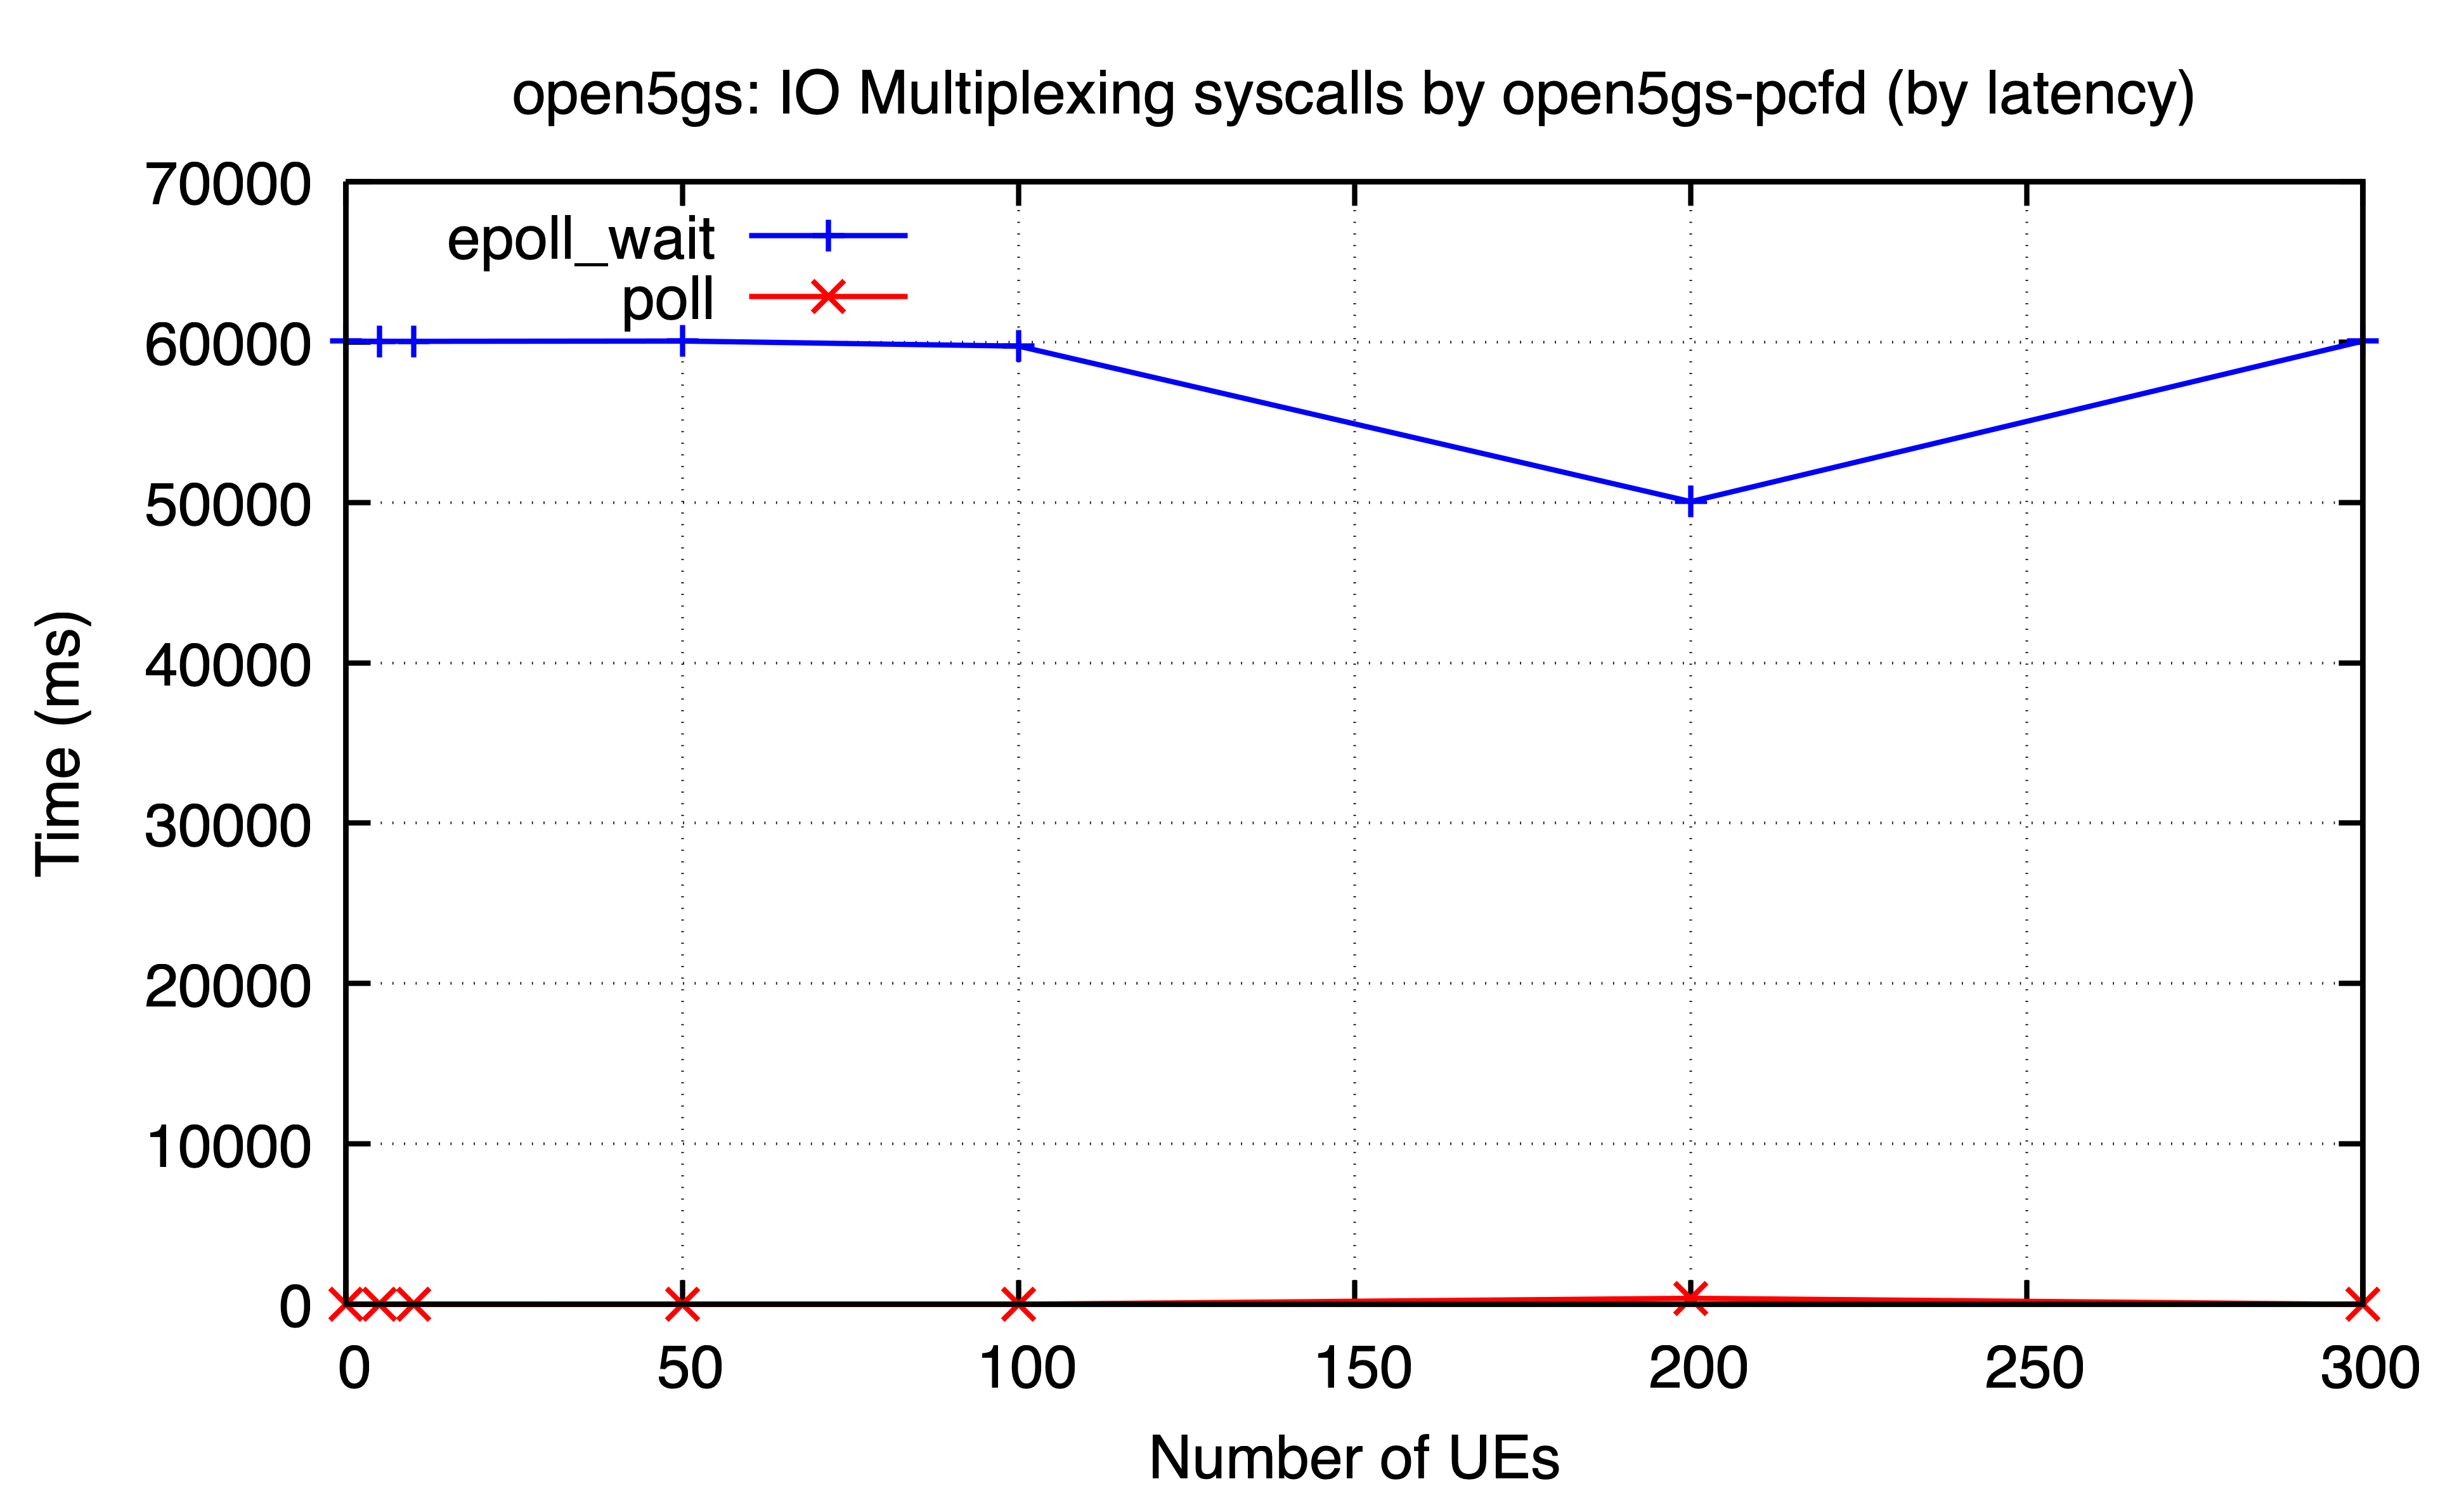 open5gs: IO Multiplexing syscalls by open5gs-pcfd (by latency)
70000
60000
50000
40000
30000
20000
10000
0
epoll_wait
poll
Time (ms)
0 50 100 150 200 250 300
Number of UEs